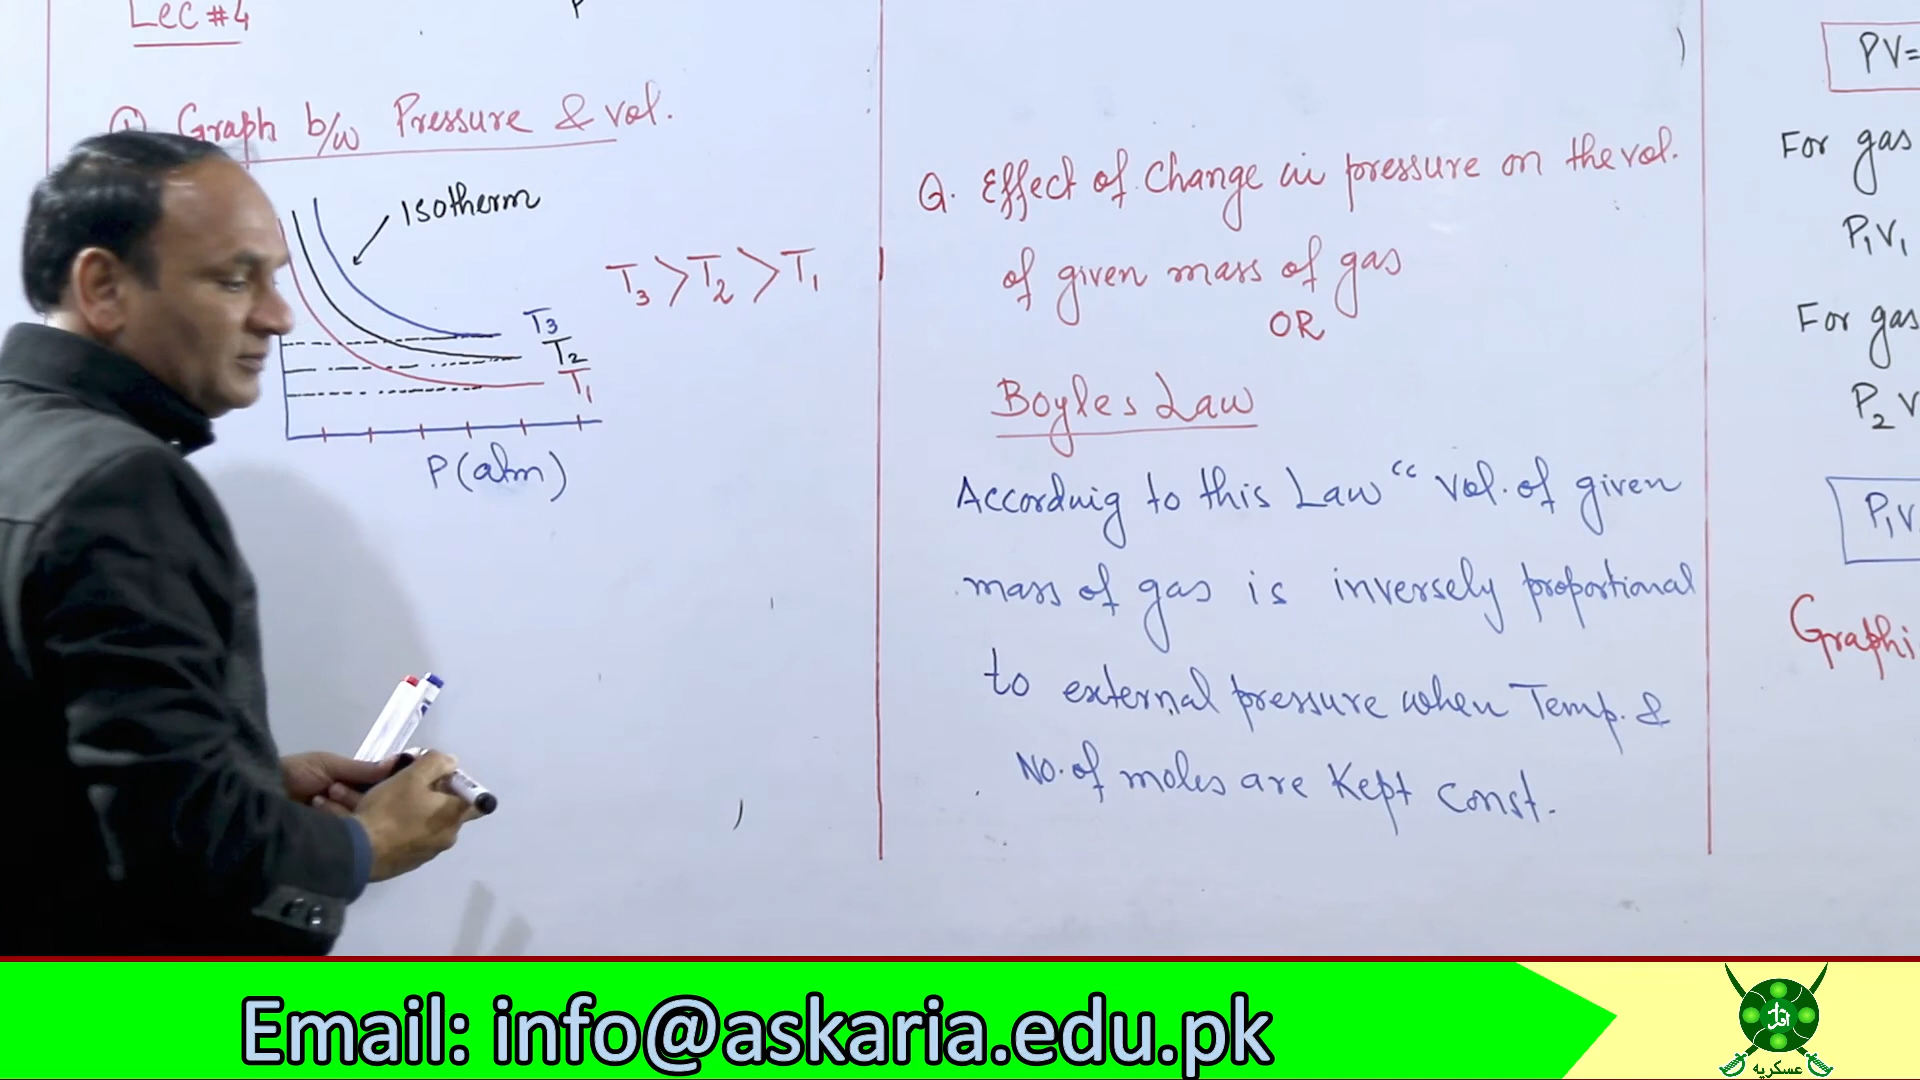 Lec #4
P
① Graph b/w Pressure & vol.
Isotherm
T3 > T2 > T1
T3
T2
T1
P(atm)
Q. Effect of Change in pressure on the vol.
of given mass of gas
OR
Boyles Law
According to this Law “ Vol. of given
mass of gas is inversely proportional
to external pressure when Temp. &
No. of moles are Kept Const.
PV=
For gas
P1V1
For gas
P2 V
P1V
Graphi
Email: info@askaria.edu.pk
اقرا
عسکریہ